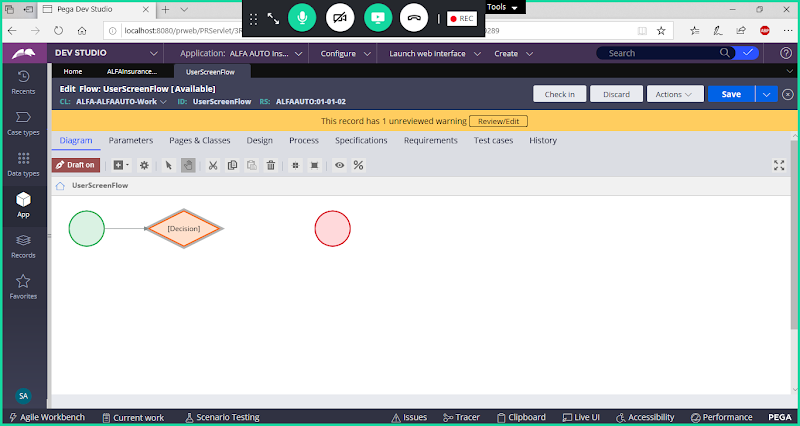 Pega Dev Studio
Tools
localhost:8080/prweb/PRServlet/3R
REC
0289
DEV STUDIO
Application: ALFA AUTO Ins...
Configure
Launch web interface
Create
Search
Recents
Case types
Data types
App
Records
Favorites
SA
Home
ALFAInsurance...
UserScreenFlow
Edit Flow: UserScreenFlow [Available]
CL: ALFA-ALFAAUTO-Work ID: UserScreenFlow RS: ALFAAUTO:01-01-02
Check in
Discard
Actions
Save
This record has 1 unreviewed warning Review/Edit
Diagram Parameters Pages & Classes Design Process Specifications Requirements Test cases History
Draft on
UserScreenFlow
[Decision]
Agile Workbench Current work Scenario Testing Issues Tracer Clipboard Live UI Accessibility Performance PEGA